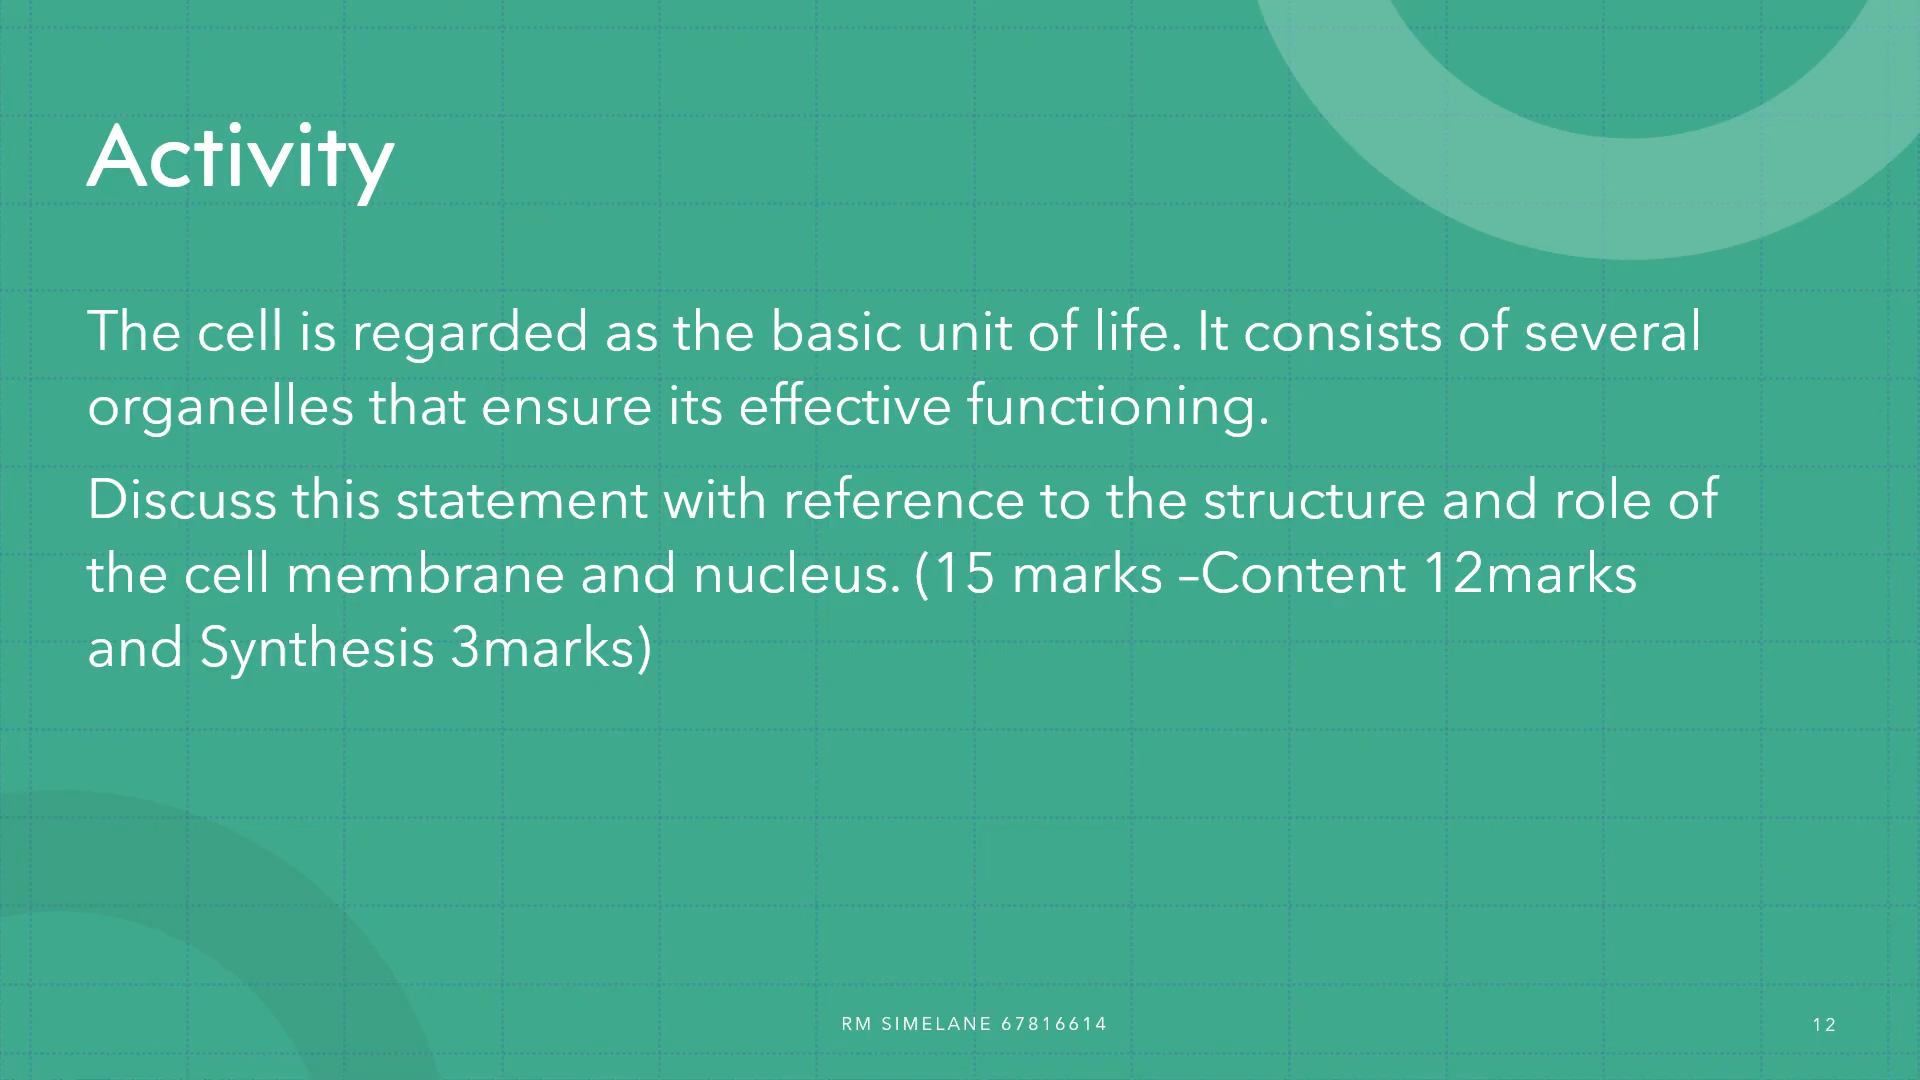 Activity
The cell is regarded as the basic unit of life. It consists of several
organelles that ensure its effective functioning.
Discuss this statement with reference to the structure and role of
the cell membrane and nucleus. (15 marks –Content 12marks
and Synthesis 3marks)
RM SIMELANE 67816614
12